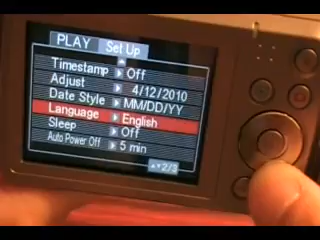 PLAY Set Up
Timestamp Off
Adjust 4/12/2010
Date Style MM/DD/YY
Language English
Sleep Off
Auto Power Off 5 min
2/3